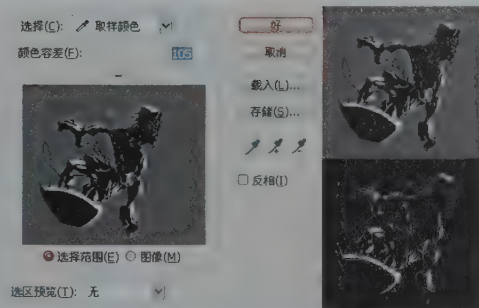 选择(C): 取样颜色
颜色容差(F): 105
选择范围(E) 图像(M)
选区预览(T): 无
好
取消
载入(L)...
存储(S)...
反相(I)